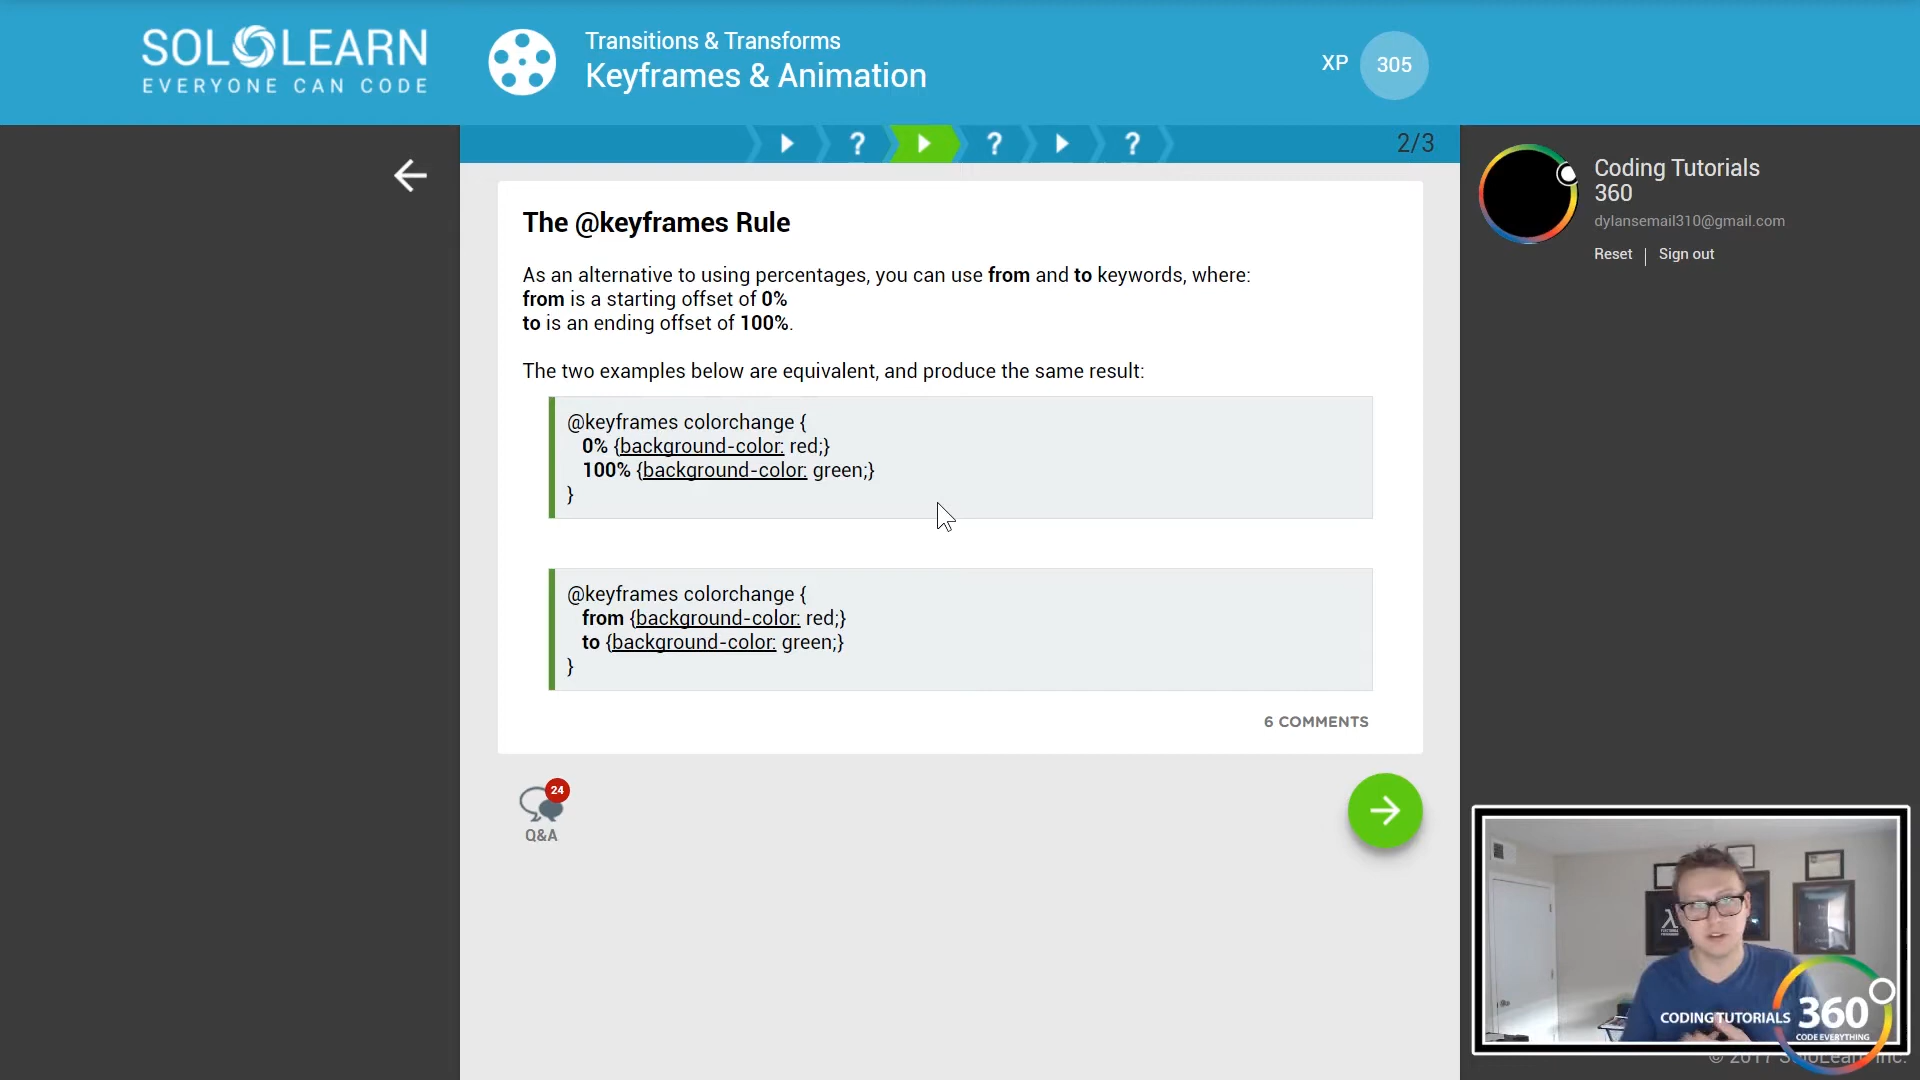 SOLOLEARN
EVERYONE CAN CODE
Transitions & Transforms
Keyframes & Animation
XP
305
?
?
?
2/3
Coding Tutorials
360
dylansemail310@gmail.com
Reset | Sign out
The @keyframes Rule
As an alternative to using percentages, you can use from and to keywords, where:
from is a starting offset of 0%
to is an ending offset of 100%.
The two examples below are equivalent, and produce the same result:
@keyframes colorchange {
0% {background-color: red;}
100% {background-color: green;}
}
@keyframes colorchange {
from {background-color: red;}
to {background-color: green;}
}
6 COMMENTS
24
Q&A
CODING TUTORIALS 360
CODE EVERYTHING
© 2017 SoloLearn Inc.